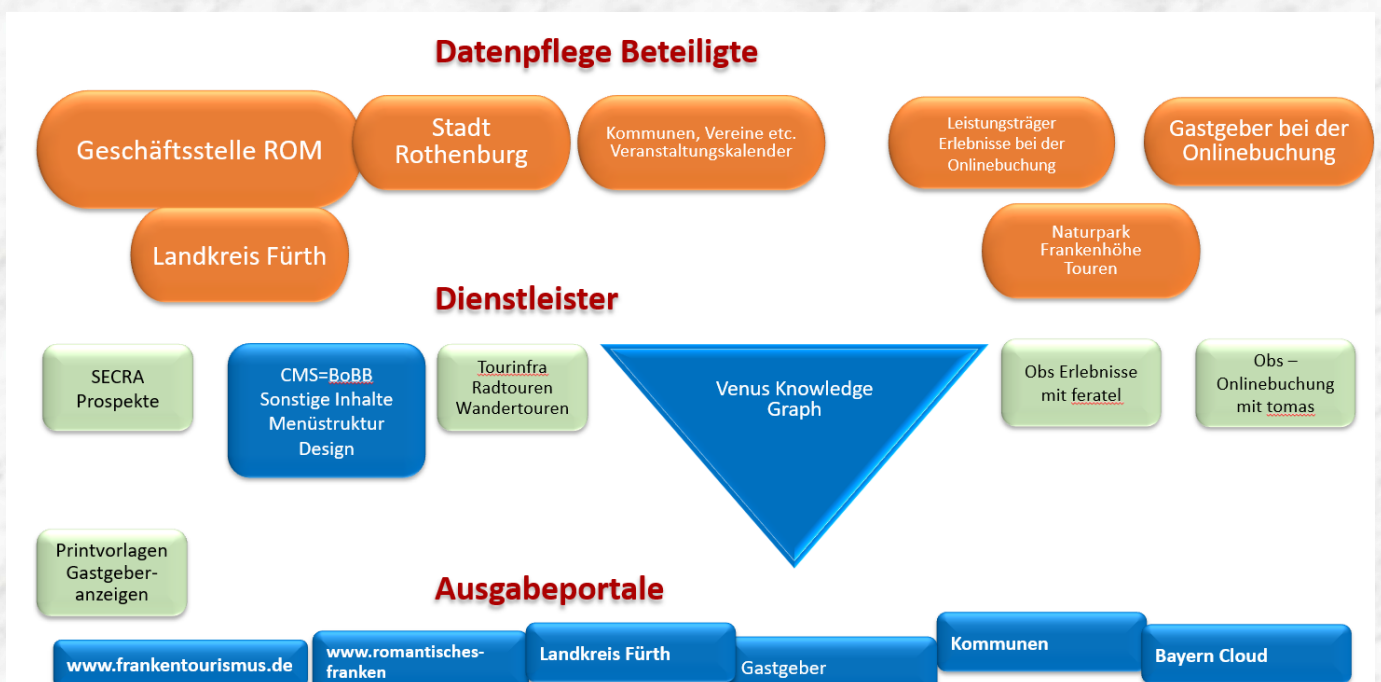 Datenpflege Beteiligte
Geschäftsstelle ROM
Stadt
Rothenburg
Kommunen, Vereine etc.
Veranstaltungskalender
Leistungsträger
Erlebnisse bei der
Onlinebuchung
Gastgeber bei der
Onlinebuchung
Landkreis Fürth
Naturpark
Frankenhöhe
Touren
Dienstleister
SECRA
Prospekte
CMS=BoBB
Sonstige Inhalte
Menüstruktur
Design
Tourinfra
Radtouren
Wandertouren
Venus Knowledge
Graph
Obs Erlebnisse
mit feratel
Obs –
Onlinebuchung
mit tomas
Printvorlagen
Gastgeber-
anzeigen
Ausgabeportale
www.frankentourismus.de
www.romantisches-
franken
Landkreis Fürth
Gastgeber
Kommunen
Bayern Cloud